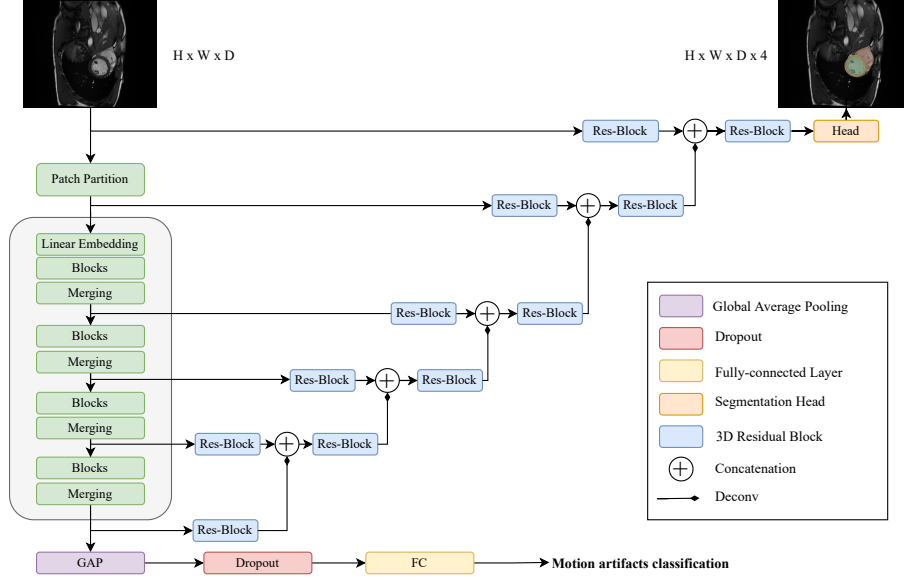 H x W x D
H x W x D x 4
Res-Block
Res-Block
Head
Patch Partition
Res-Block
Res-Block
Linear Embedding
Blocks
Merging
Res-Block
Res-Block
Blocks
Merging
Res-Block
Res-Block
Blocks
Merging
Res-Block
Res-Block
Blocks
Merging
Res-Block
GAP
Dropout
FC
Motion artifacts classification
Global Average Pooling
Dropout
Fully-connected Layer
Segmentation Head
3D Residual Block
Concatenation
Deconv